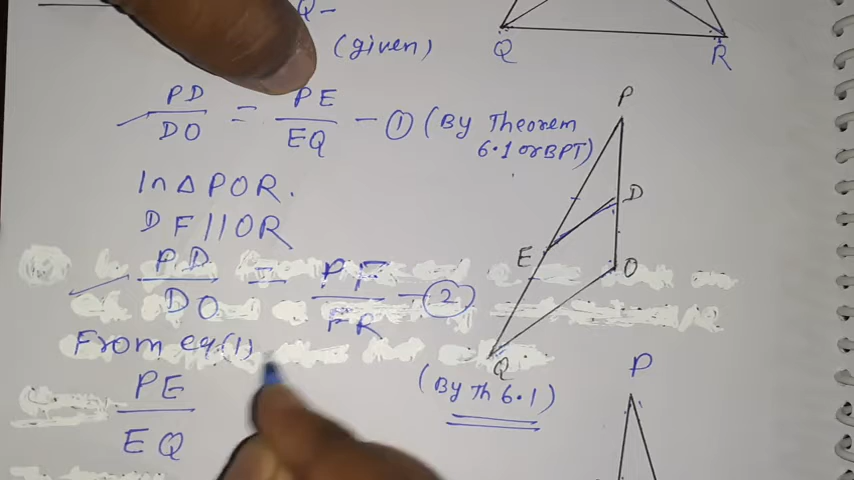 Q-
(given)
Q R
PD/DO = PE/EQ - ① (By Theorem
6.1 or BPT)
In △ POR.
DF || OR
PD/DO = PF/FR - ②
From eq.(1)
(By Th 6.1)
PE/EQ
P
D
E
O
Q
P